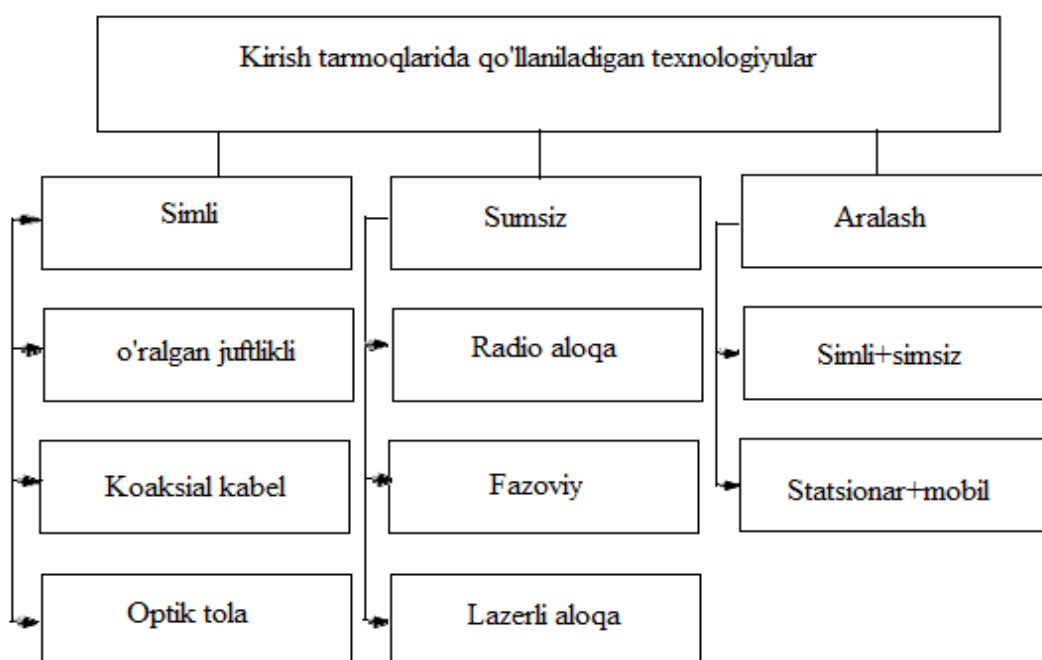 Kirish tarmoqlarida qo'llaniladigan texnologiyular
Simli
Sumsiz
Aralash
o'ralgan juftlikli
Radio aloqa
Simli+simsiz
Koaksial kabel
Fazoviy
Statsionar+mobil
Optik tola
Lazerli aloqa